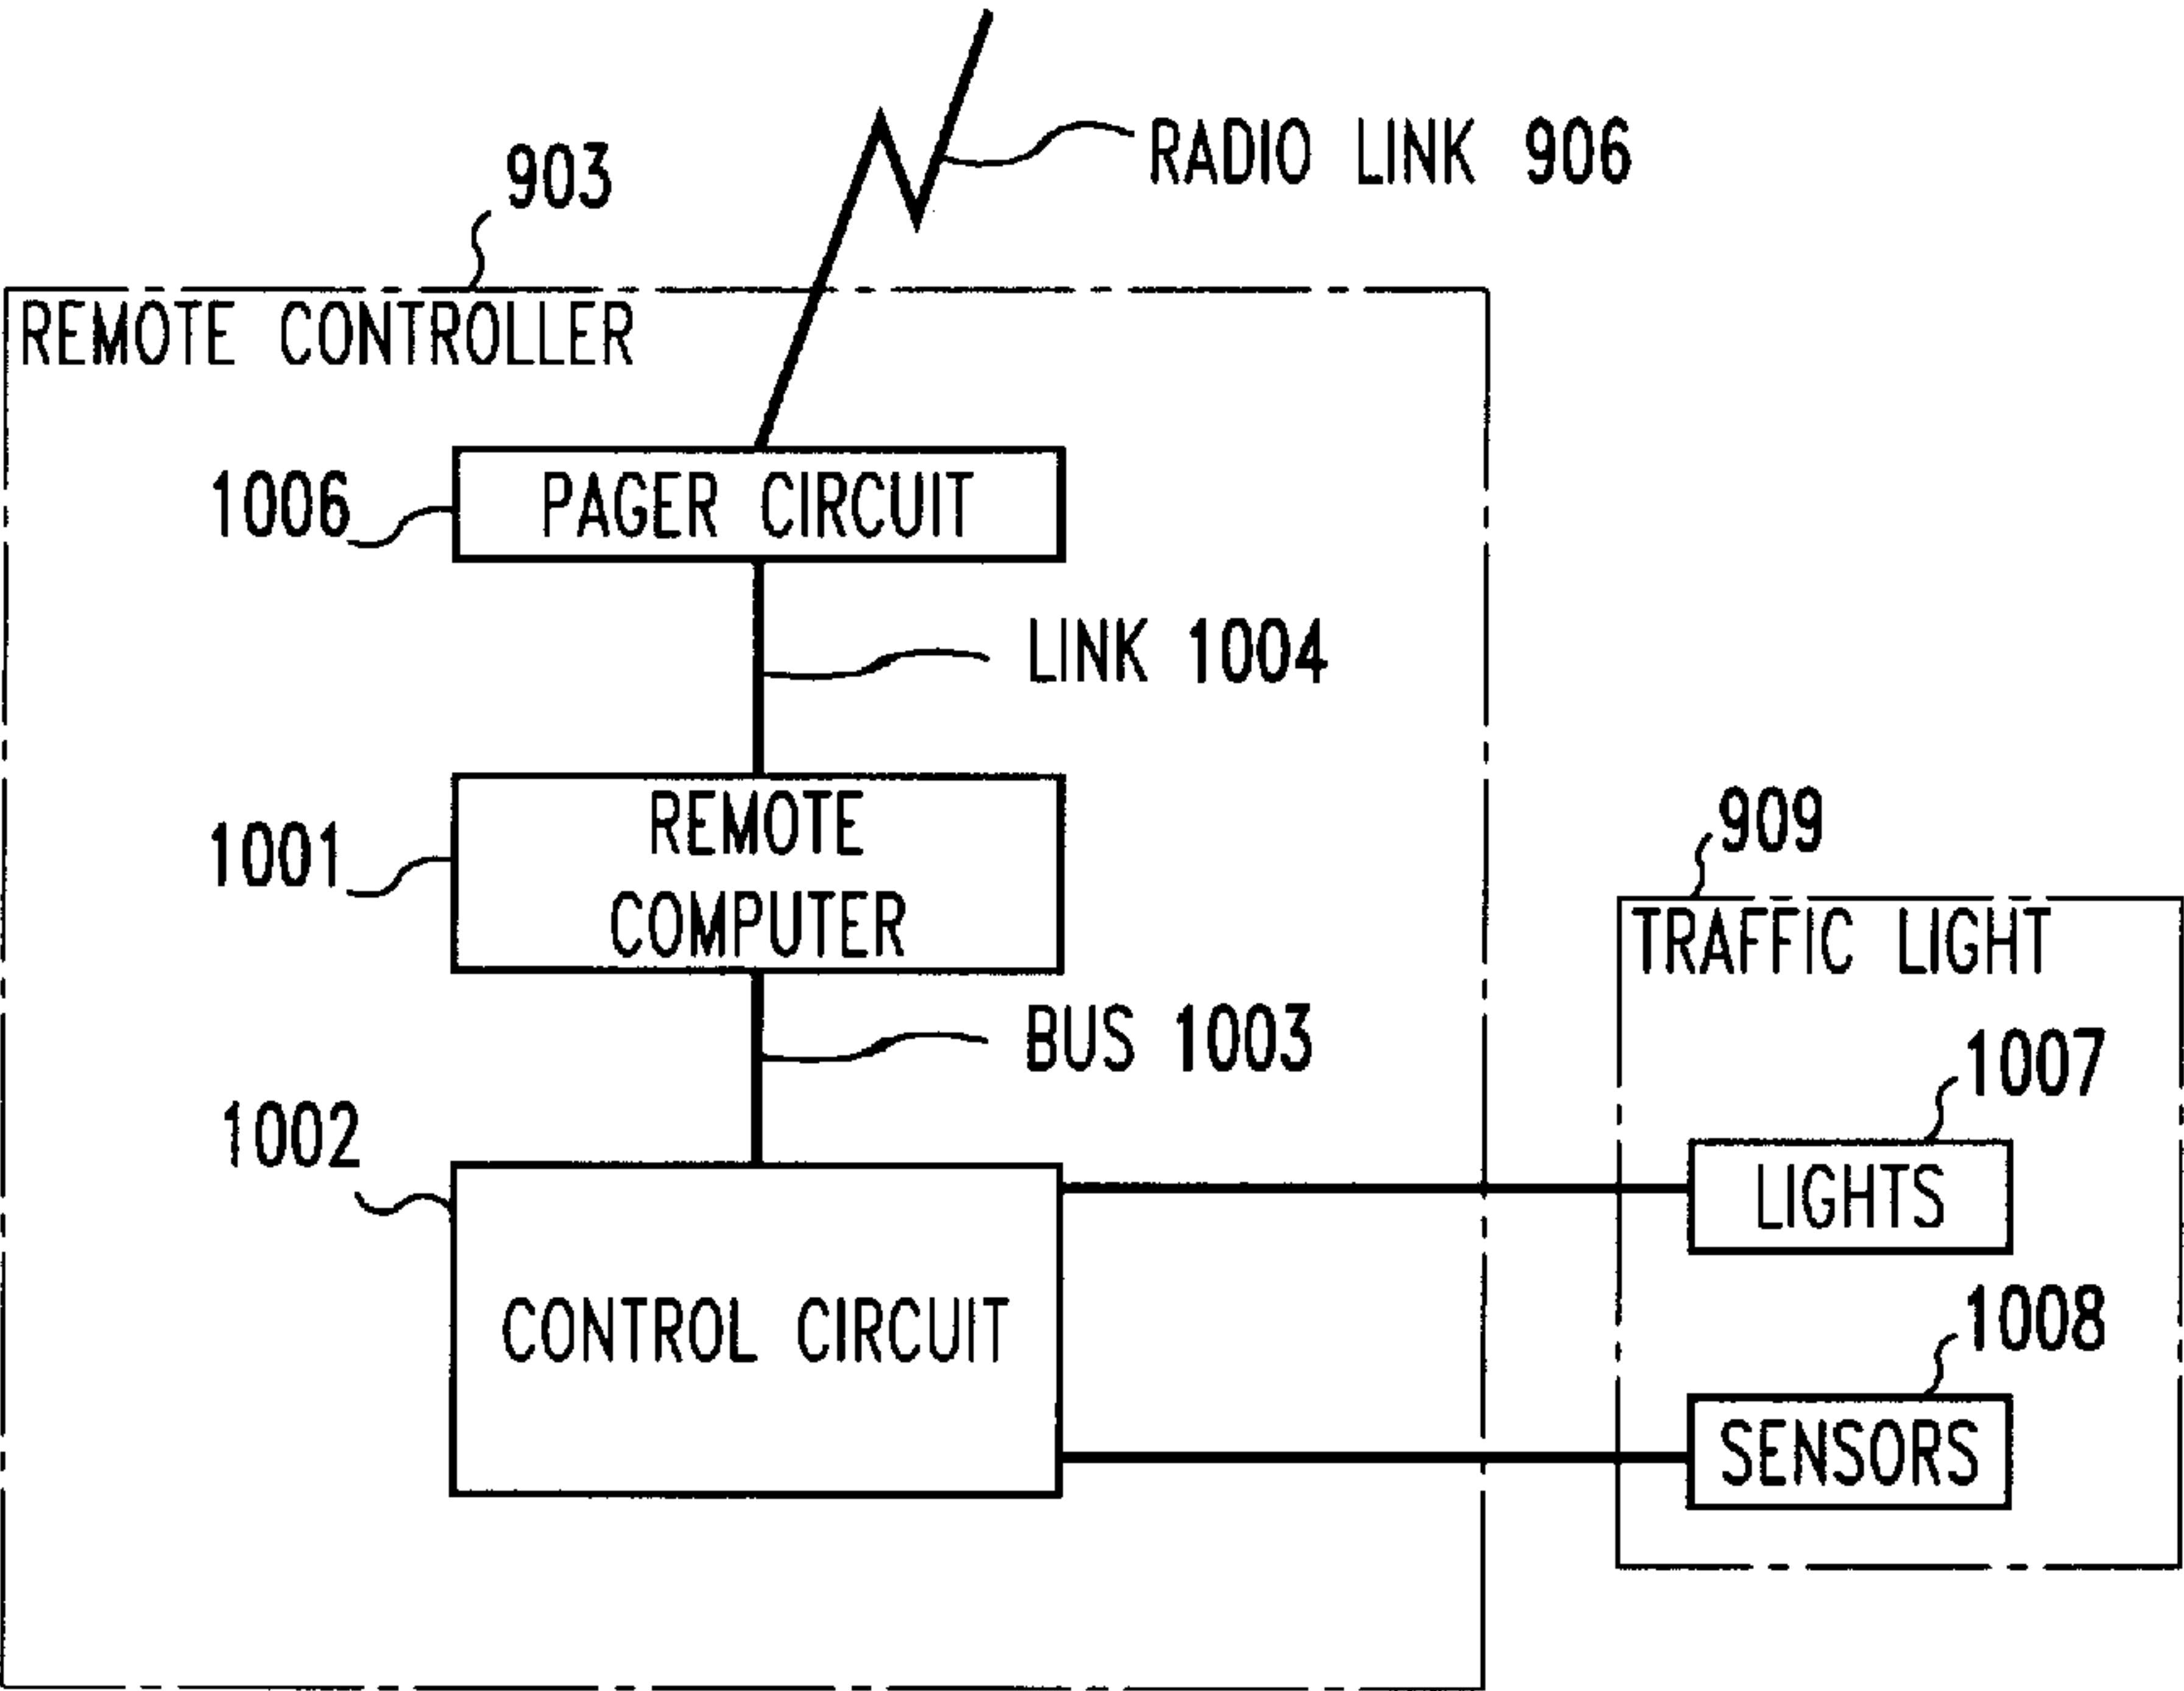 RADIO LINK 906
903
REMOTE CONTROLLER
1006
PAGER CIRCUIT
LINK 1004
1001
REMOTE
COMPUTER
909
TRAFFIC LIGHT
BUS 1003
1007
1002
LIGHTS
CONTROL CIRCUIT
1008
SENSORS